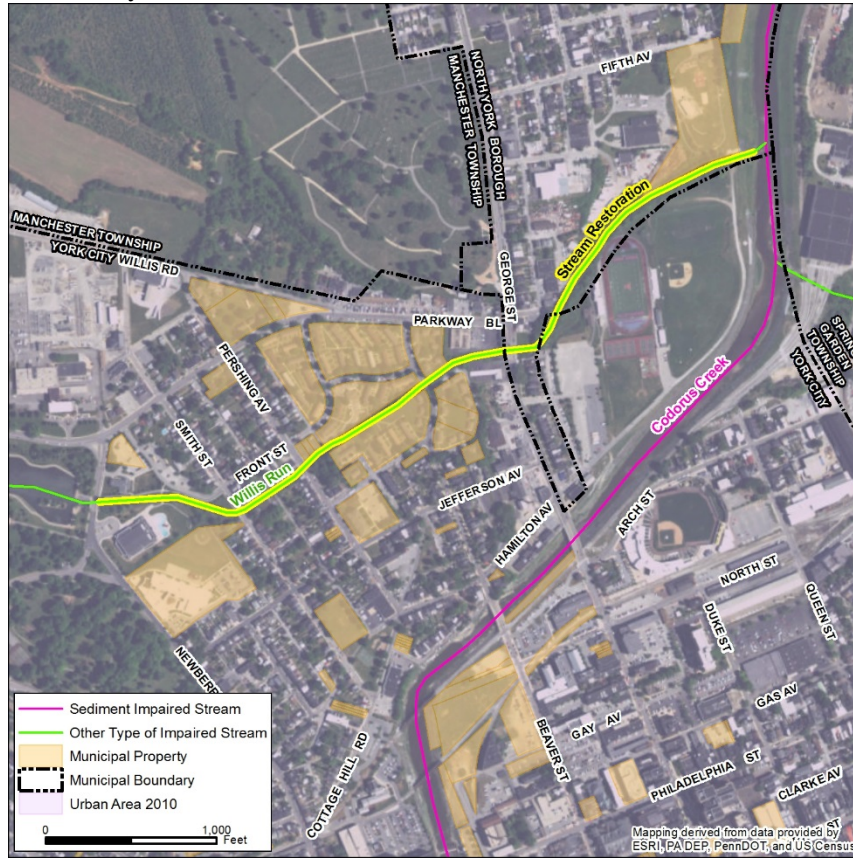 FIFTH AV
NORTH YORK BOROUGH
MANCHESTER TOWNSHIP
Stream Restoration
MANCHESTER TOWNSHIP
YORK CITY
WILLIS RD
GEORGE ST
PARKWAY BL
SPRING
GARDEN
TOWNSHIP
YORK CITY
PERSHING AV
Codorus Creek
SMITH ST
FRONT ST
Willis Run
JEFFERSON AV
HAMILTON AV
ARCH ST
NORTH ST
DUKE ST
QUEEN ST
NEWBERR
GAS AV
GAY AV
BEAVER ST
PHILADELPHIA ST
COTTAGE HILL RD
CLARKE AV
ST
Sediment Impaired Stream
Other Type of Impaired Stream
Municipal Property
Municipal Boundary
Urban Area 2010
0 1,000
Feet
Mapping derived from data provided by
ESRI, PA DEP, PennDOT, and US Census